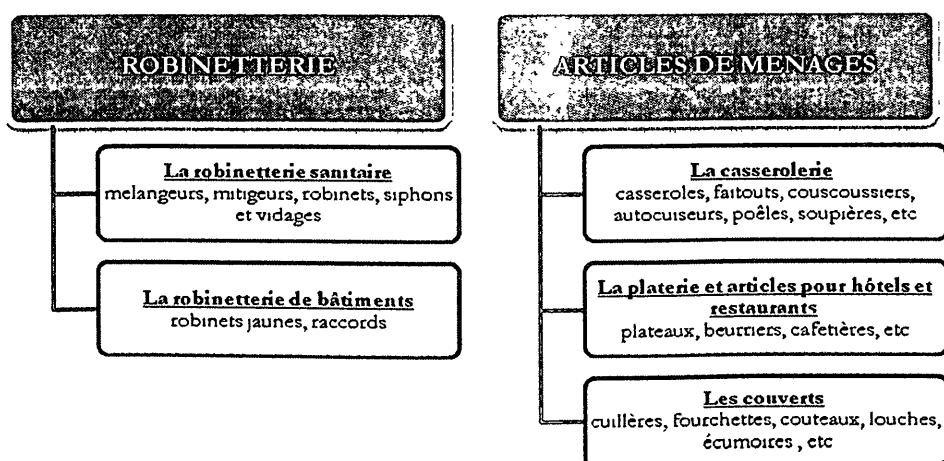 ROBINETTERIE
La robinetterie sanitaire
melangeurs, mitigeurs, robinets, siphons
et vidages
La robinetterie de bâtiments
robinets jaunes, raccords
ARTICLES DE MENAGES
La casserolerie
casseroles, faitouts, couscoussiers,
autocuiseurs, poêles, soupières, etc
La platerie et articles pour hôtels et
restaurants
plateaux, beurriers, cafetières, etc
Les couverts
cuillères, fourchettes, couteaux, louches,
écumoires , etc